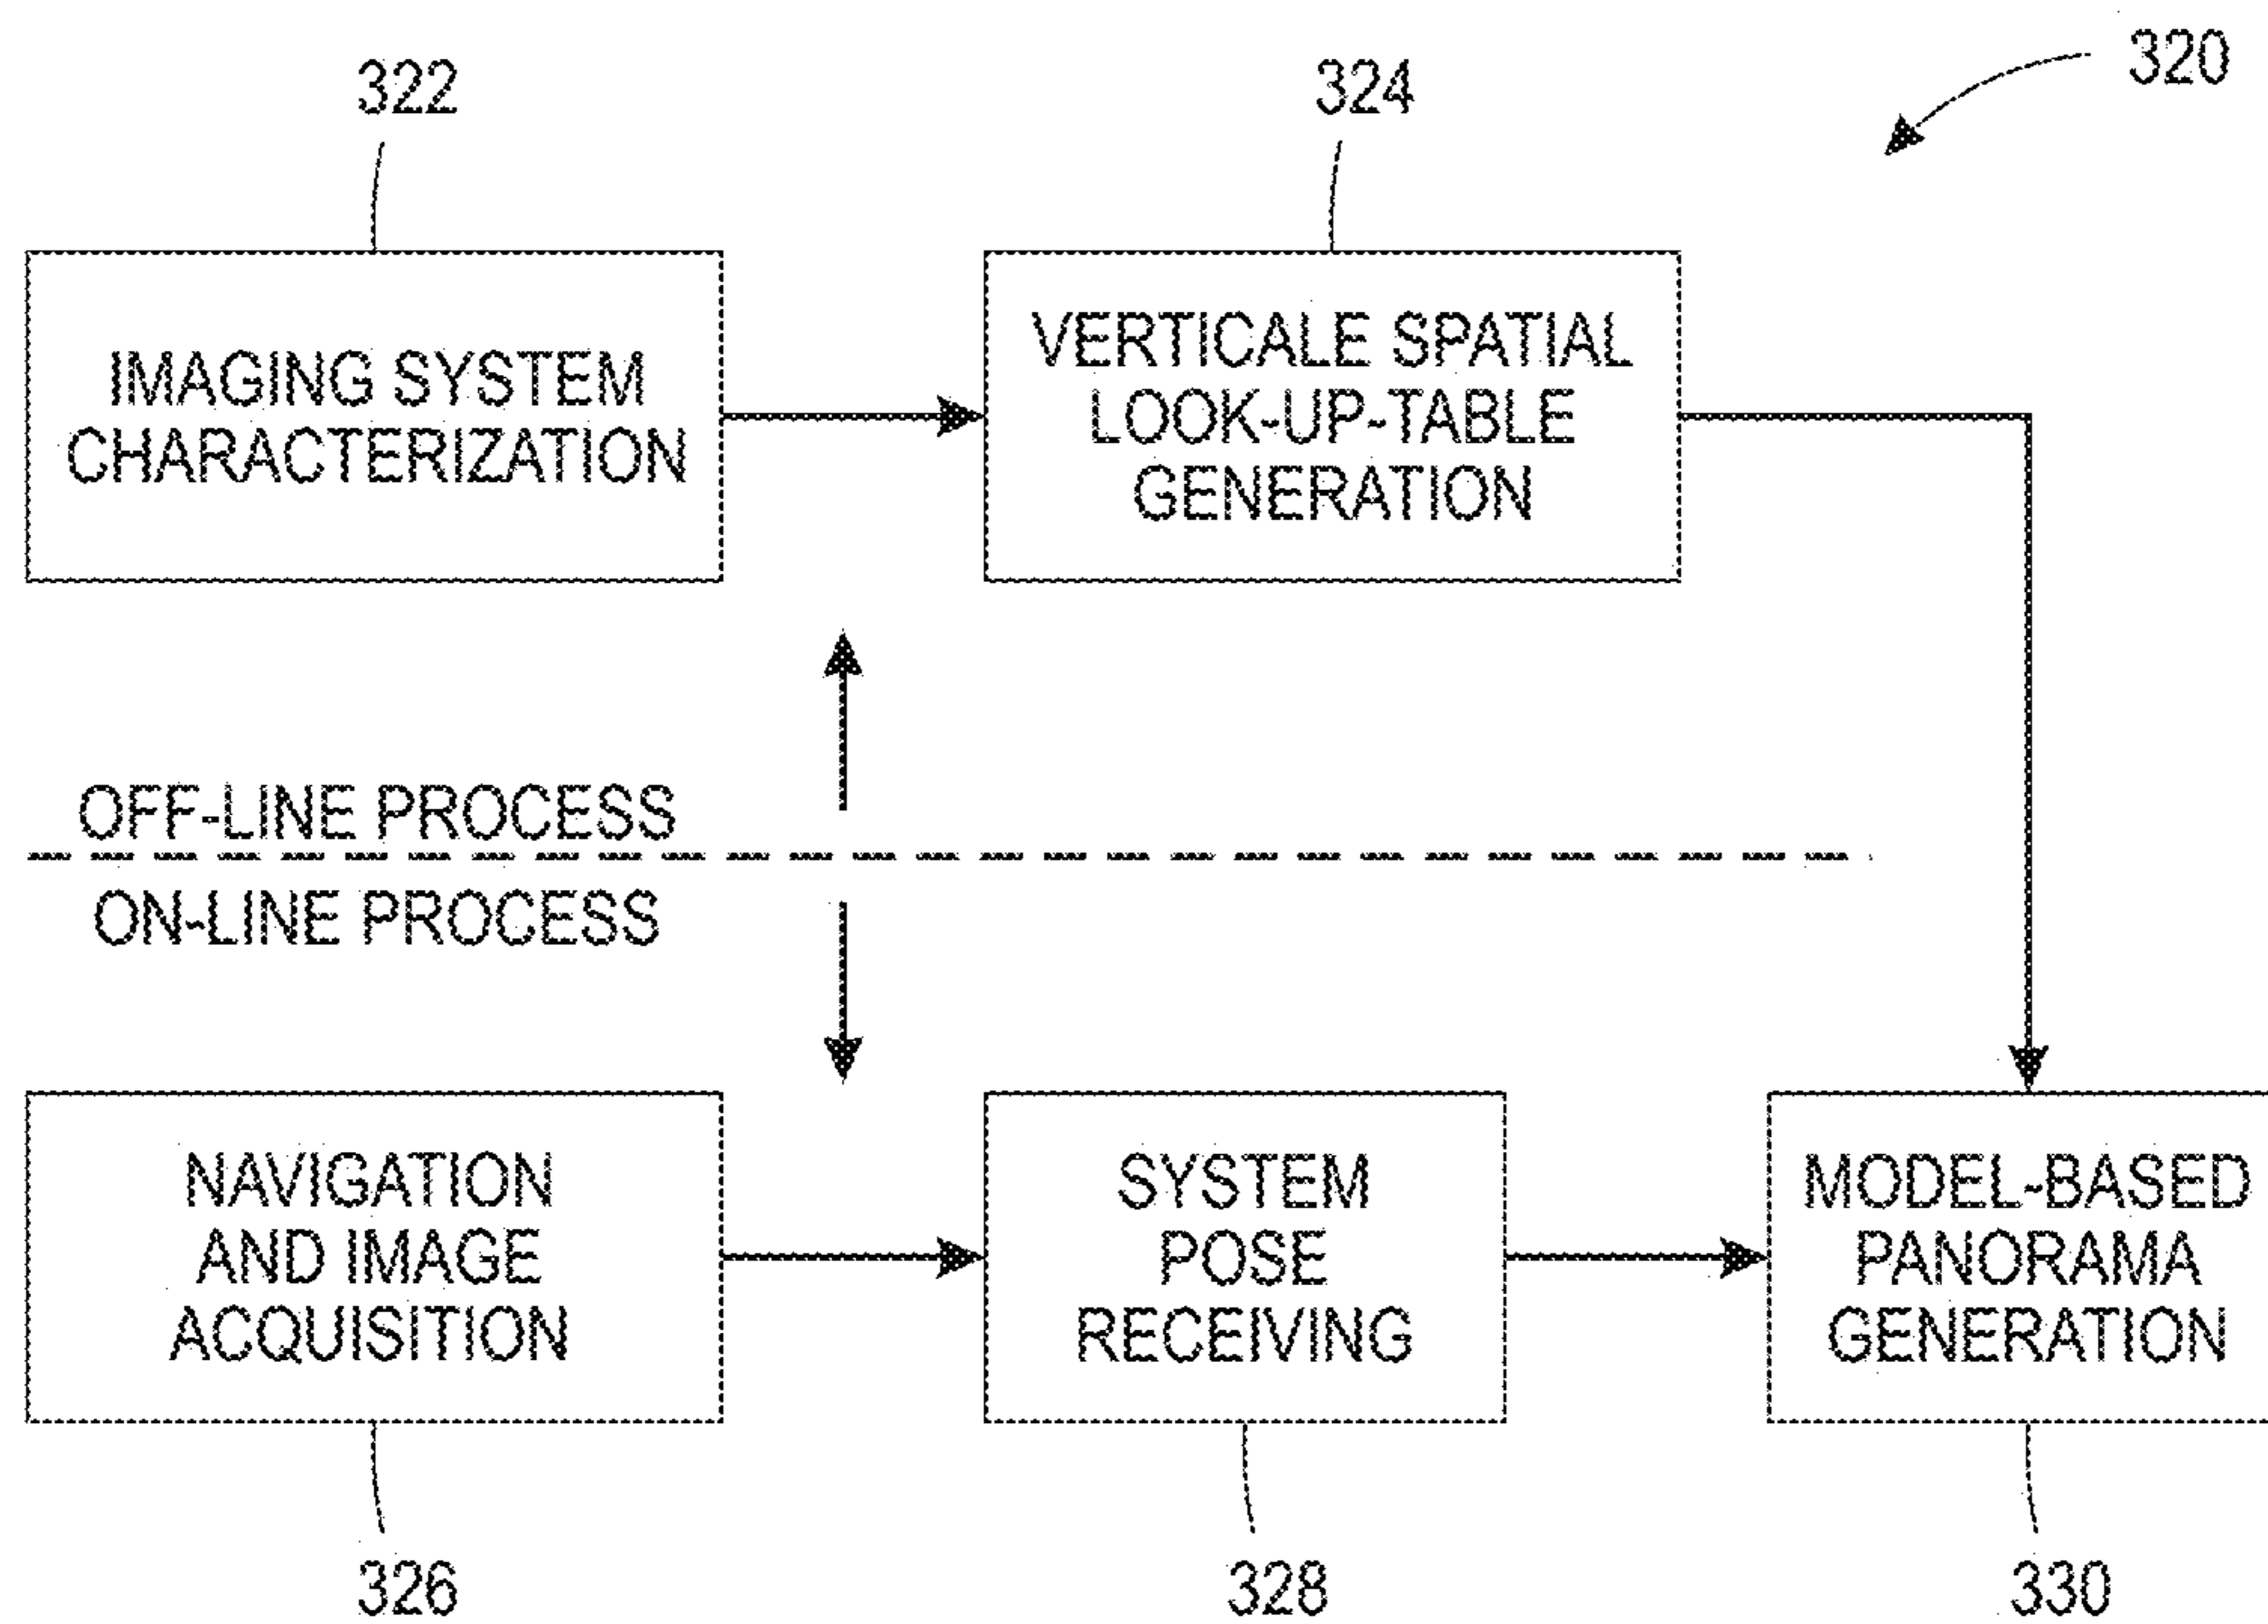 320
322
324
IMAGING SYSTEM
CHARACTERIZATION
VERTICALE SPATIAL
LOOK-UP-TABLE
GENERATION
OFF-LINE PROCESS
ON-LINE PROCESS
NAVIGATION
AND IMAGE
ACQUISITION
SYSTEM
POSE
RECEIVING
MODEL-BASED
PANORAMA
GENERATION
326
328
330